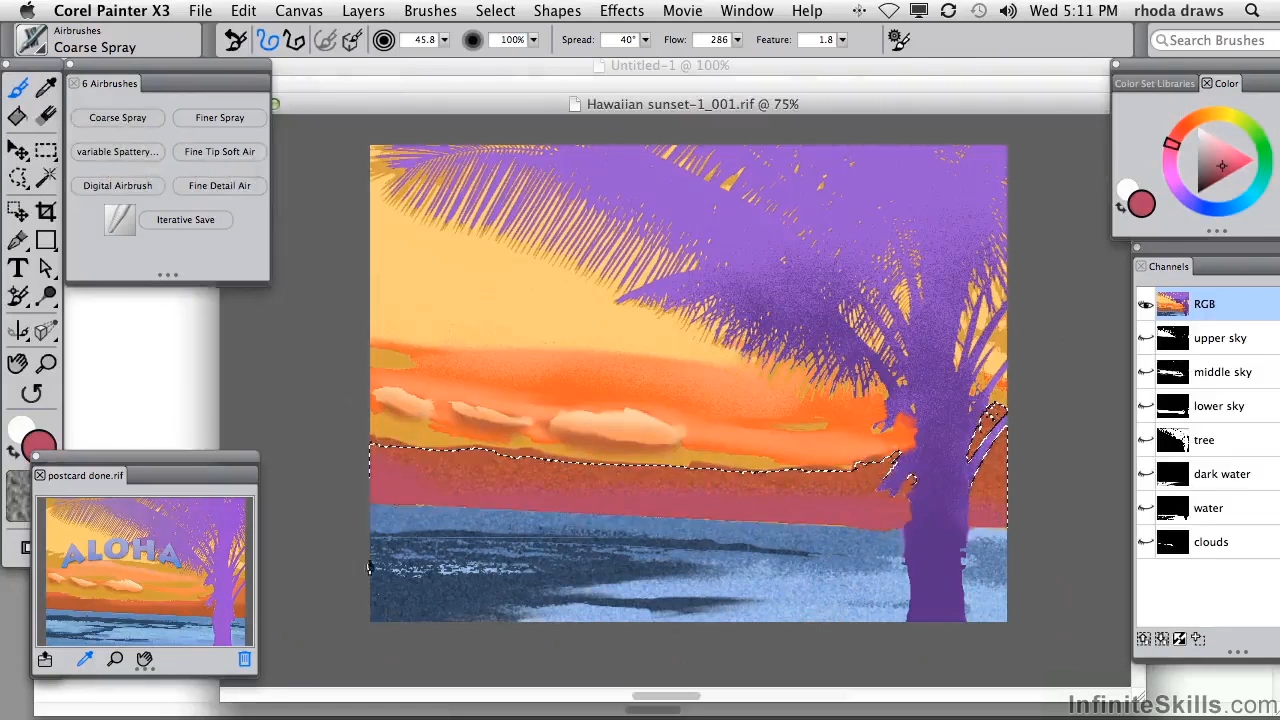 Corel Painter X3 File Edit Canvas Layers Brushes Select Shapes Effects Movie Window Help Wed 5:11 PM rhoda draws
Airbrushes
Coarse Spray
45.8 100% Spread: 40° Flow: 286 Feature: 1.8 Search Brushes
Untitled-1 @ 100%
6 Airbrushes
Color Set Libraries Color
Hawaiian sunset-1_001.rif @ 75%
Coarse Spray Finer Spray
variable Spattery... Fine Tip Soft Air
Digital Airbrush Fine Detail Air
Iterative Save
T
Channels
RGB
upper sky
middle sky
lower sky
tree
dark water
water
clouds
postcard done.rif
ALOHA
InfiniteSkills.com